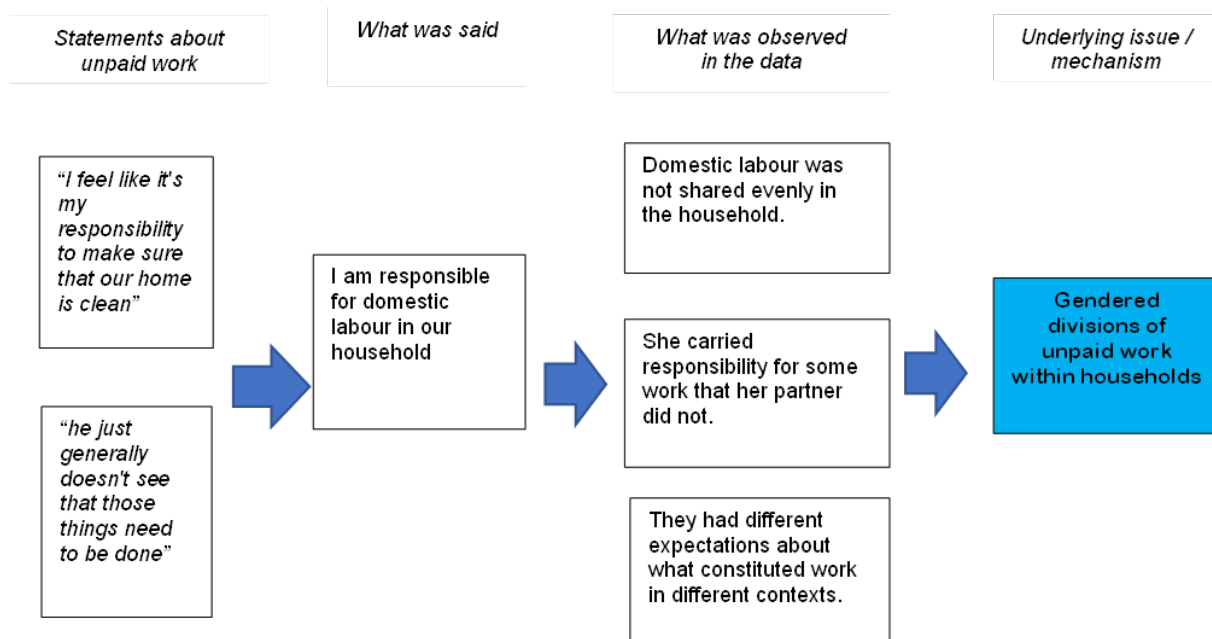 Statements about
unpaid work
What was said
What was observed
in the data
Underlying issue /
mechanism
“I feel like it's
my
responsibility
to make sure
that our home
is clean”
“he just
generally
doesn't see
that those
things need
to be done”
I am responsible
for domestic
labour in our
household
Domestic labour was
not shared evenly in
the household.
She carried
responsibility for some
work that her partner
did not.
They had different
expectations about
what constituted work
in different contexts.
Gendered
divisions of
unpaid work
within households